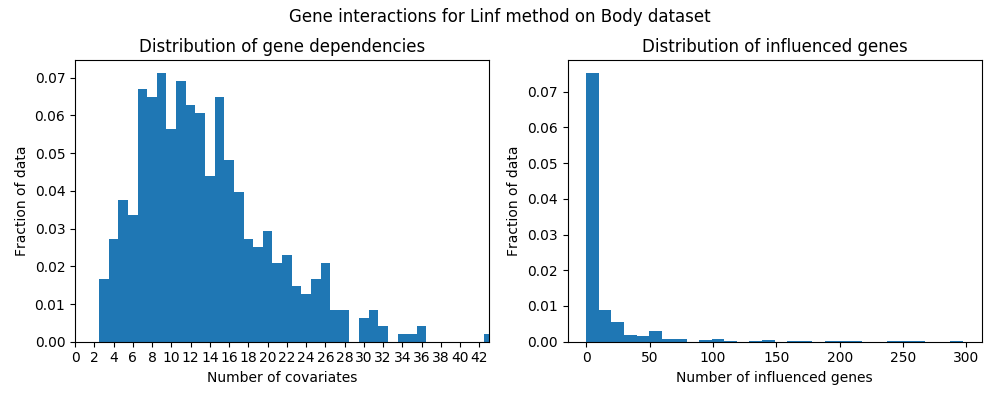 Gene interactions for Linf method on Body dataset
Distribution of gene dependencies
Fraction of data
0.07
0.06
0.05
0.04
0.03
0.02
0.01
0.00
0 2 4 6 8 10 12 14 16 18 20 22 24 26 28 30 32 34 36 38 40 42
Number of covariates
Distribution of influenced genes
Fraction of data
0.07
0.06
0.05
0.04
0.03
0.02
0.01
0.00
0 50 100 150 200 250 300
Number of influenced genes